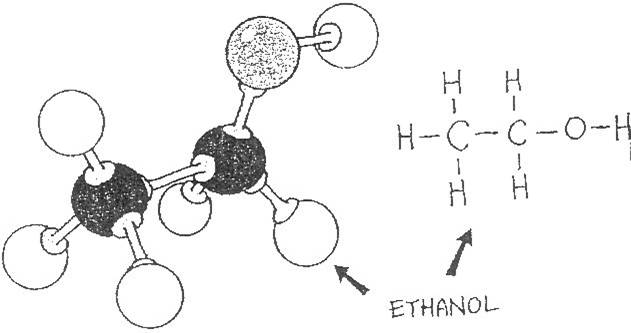 H H
H-C-C-O-H
H H
ETHANOL